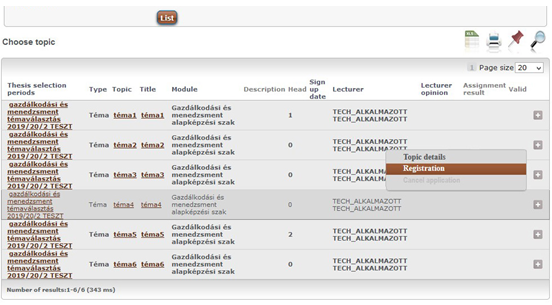 List
Choose topic
1 Page size 20
Thesis selection periods Type Topic Title Module Description Head Sign up date Lecturer Lecturer opinion Assignment result Valid
gazdálkodási és menedzsment témaválasztás 2019/20/2 TESZT Téma téma1 téma1 Gazdálkodási és menedzsment alapképzési szak 1 TECH_ALKALMAZOTT TECH_ALKALMAZOTT
gazdálkodási és menedzsment témaválasztás 2019/20/2 TESZT Téma téma2 téma2 Gazdálkodási és menedzsment alapképzési szak 0 TECH_ALKALMAZOTT TECH_ALKALMAZOTT
gazdálkodási és menedzsment témaválasztás 2019/20/2 TESZT Téma téma3 téma3 Gazdálkodási és menedzsment alapképzési szak 0 TECH_ALKALMAZOTT TECH_ALKALMAZOTT
Topic details
Registration
Cancel application
gazdálkodási és menedzsment témaválasztás 2019/20/2 TESZT Téma téma4 téma4 Gazdálkodási és menedzsment alapképzési szak 0 TECH_ALKALMAZOTT TECH_ALKALMAZOTT
gazdálkodási és menedzsment témaválasztás 2019/20/2 TESZT Téma téma5 téma5 Gazdálkodási és menedzsment alapképzési szak 2 TECH_ALKALMAZOTT TECH_ALKALMAZOTT
gazdálkodási és menedzsment témaválasztás 2019/20/2 TESZT Téma téma6 téma6 Gazdálkodási és menedzsment alapképzési szak 0 TECH_ALKALMAZOTT TECH_ALKALMAZOTT
Number of results:1-6/6 (343 ms)